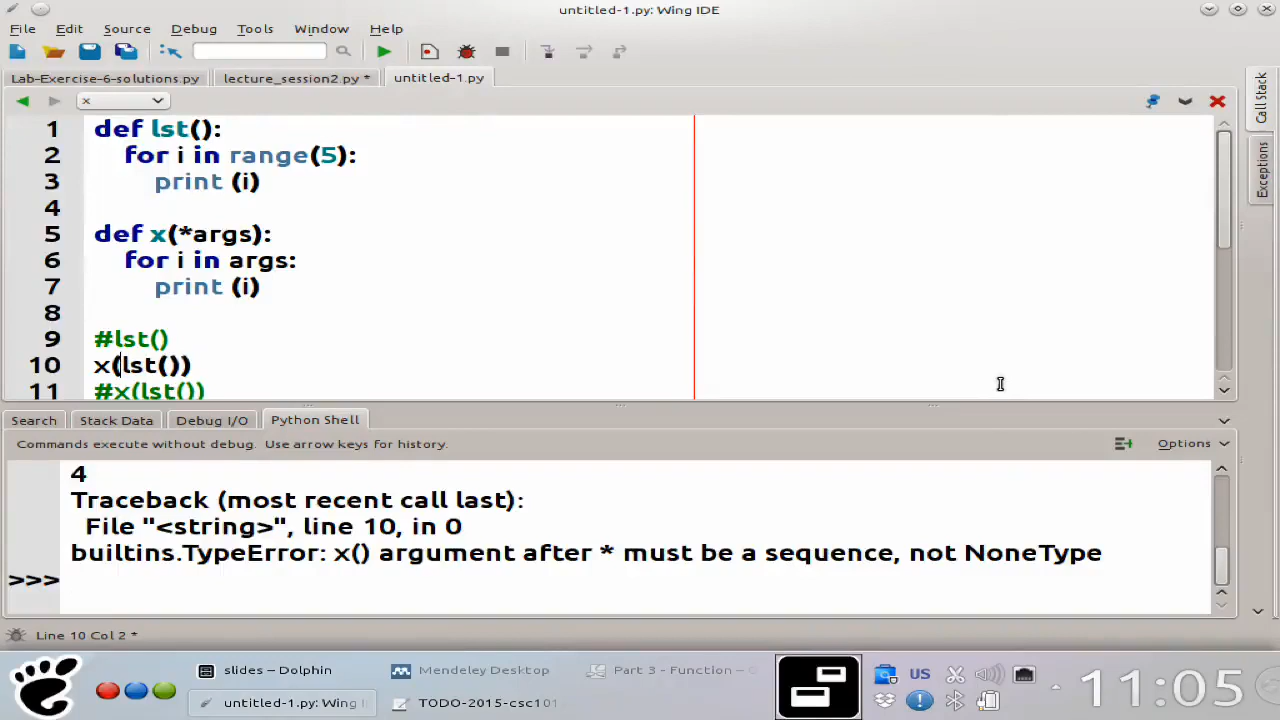 untitled-1.py: Wing IDE
File Edit Source Debug Tools Window Help
Lab-Exercise-6-solutions.py lecture_session2.py * untitled-1.py
x
Call Stack
Exceptions
1 def lst():
2 for i in range(5):
3 print (i)
4
5 def x(*args):
6 for i in args:
7 print (i)
8
9 #lst()
10 x(lst())
11 #x(lst())
Search Stack Data Debug I/O Python Shell
Commands execute without debug. Use arrow keys for history. Options
4
Traceback (most recent call last):
File "<string>", line 10, in 0
builtins.TypeError: x() argument after * must be a sequence, not NoneType
>>>
Line 10 Col 2 *
slides – Dolphin Mendeley Desktop Part 3 - Function –
US
untitled-1.py: Wing I TODO-2015-csc101
11:05